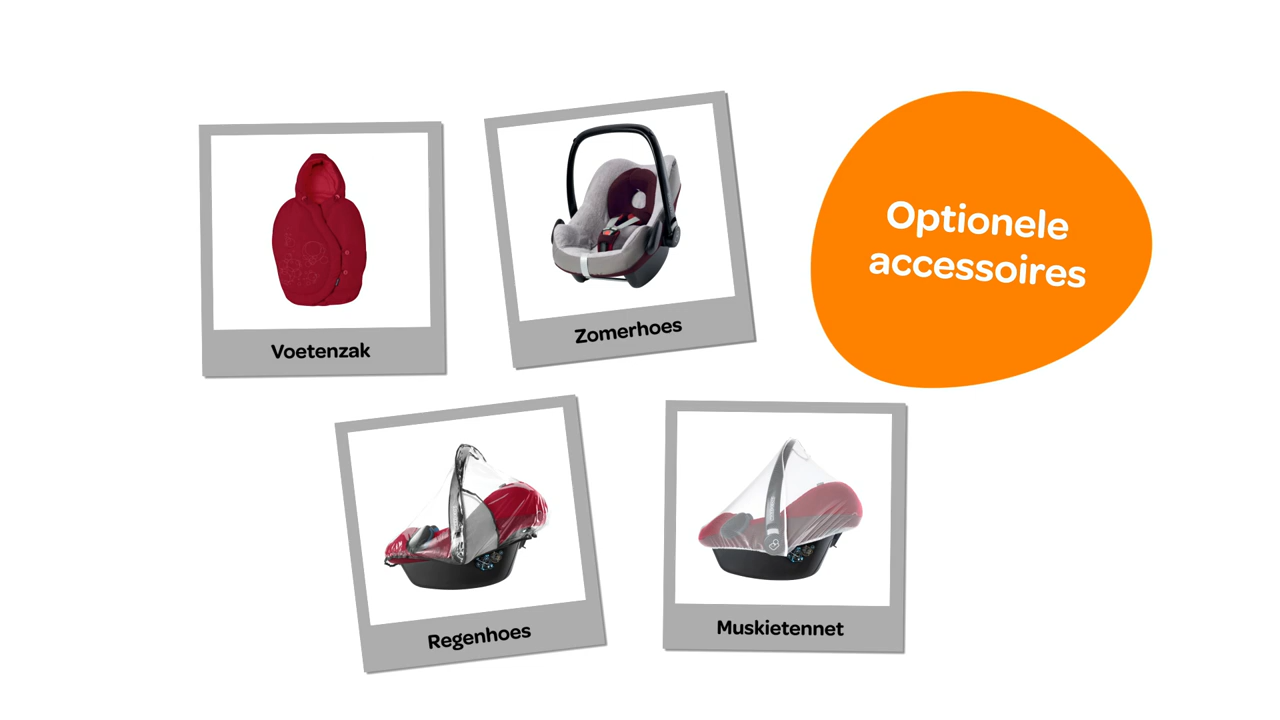 Voetenzak
Zomerhoes
Optionele
accessoires
Regenhoes
Muskietennet